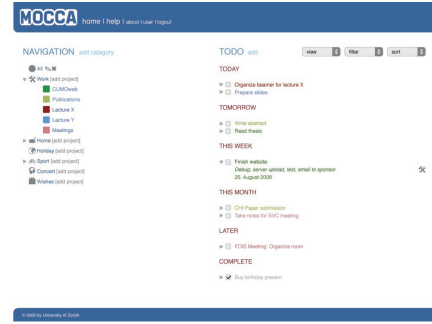 MOCCA home | help | about | user | logout
NAVIGATION add category
All
Work [add project]
CUMOweb
Publications
Lecture X
Lecture Y
Meetings
Home [add project]
Holiday [add project]
Sport [add project]
Concert [add project]
Wishes [add project]
TODO add view filter sort
TODAY
Organize beamer for lecture X
Prepare slides
TOMORROW
Write abstract
Read thesis
THIS WEEK
Finish website
Debug, server upload, test, email to sponsor
25. August 2008
THIS MONTH
CHI Paper submission
Take notes for SVC meeting
LATER
FOIS Meeting: Organize room
COMPLETE
Buy birthday present
© 2008 by University of Zurich